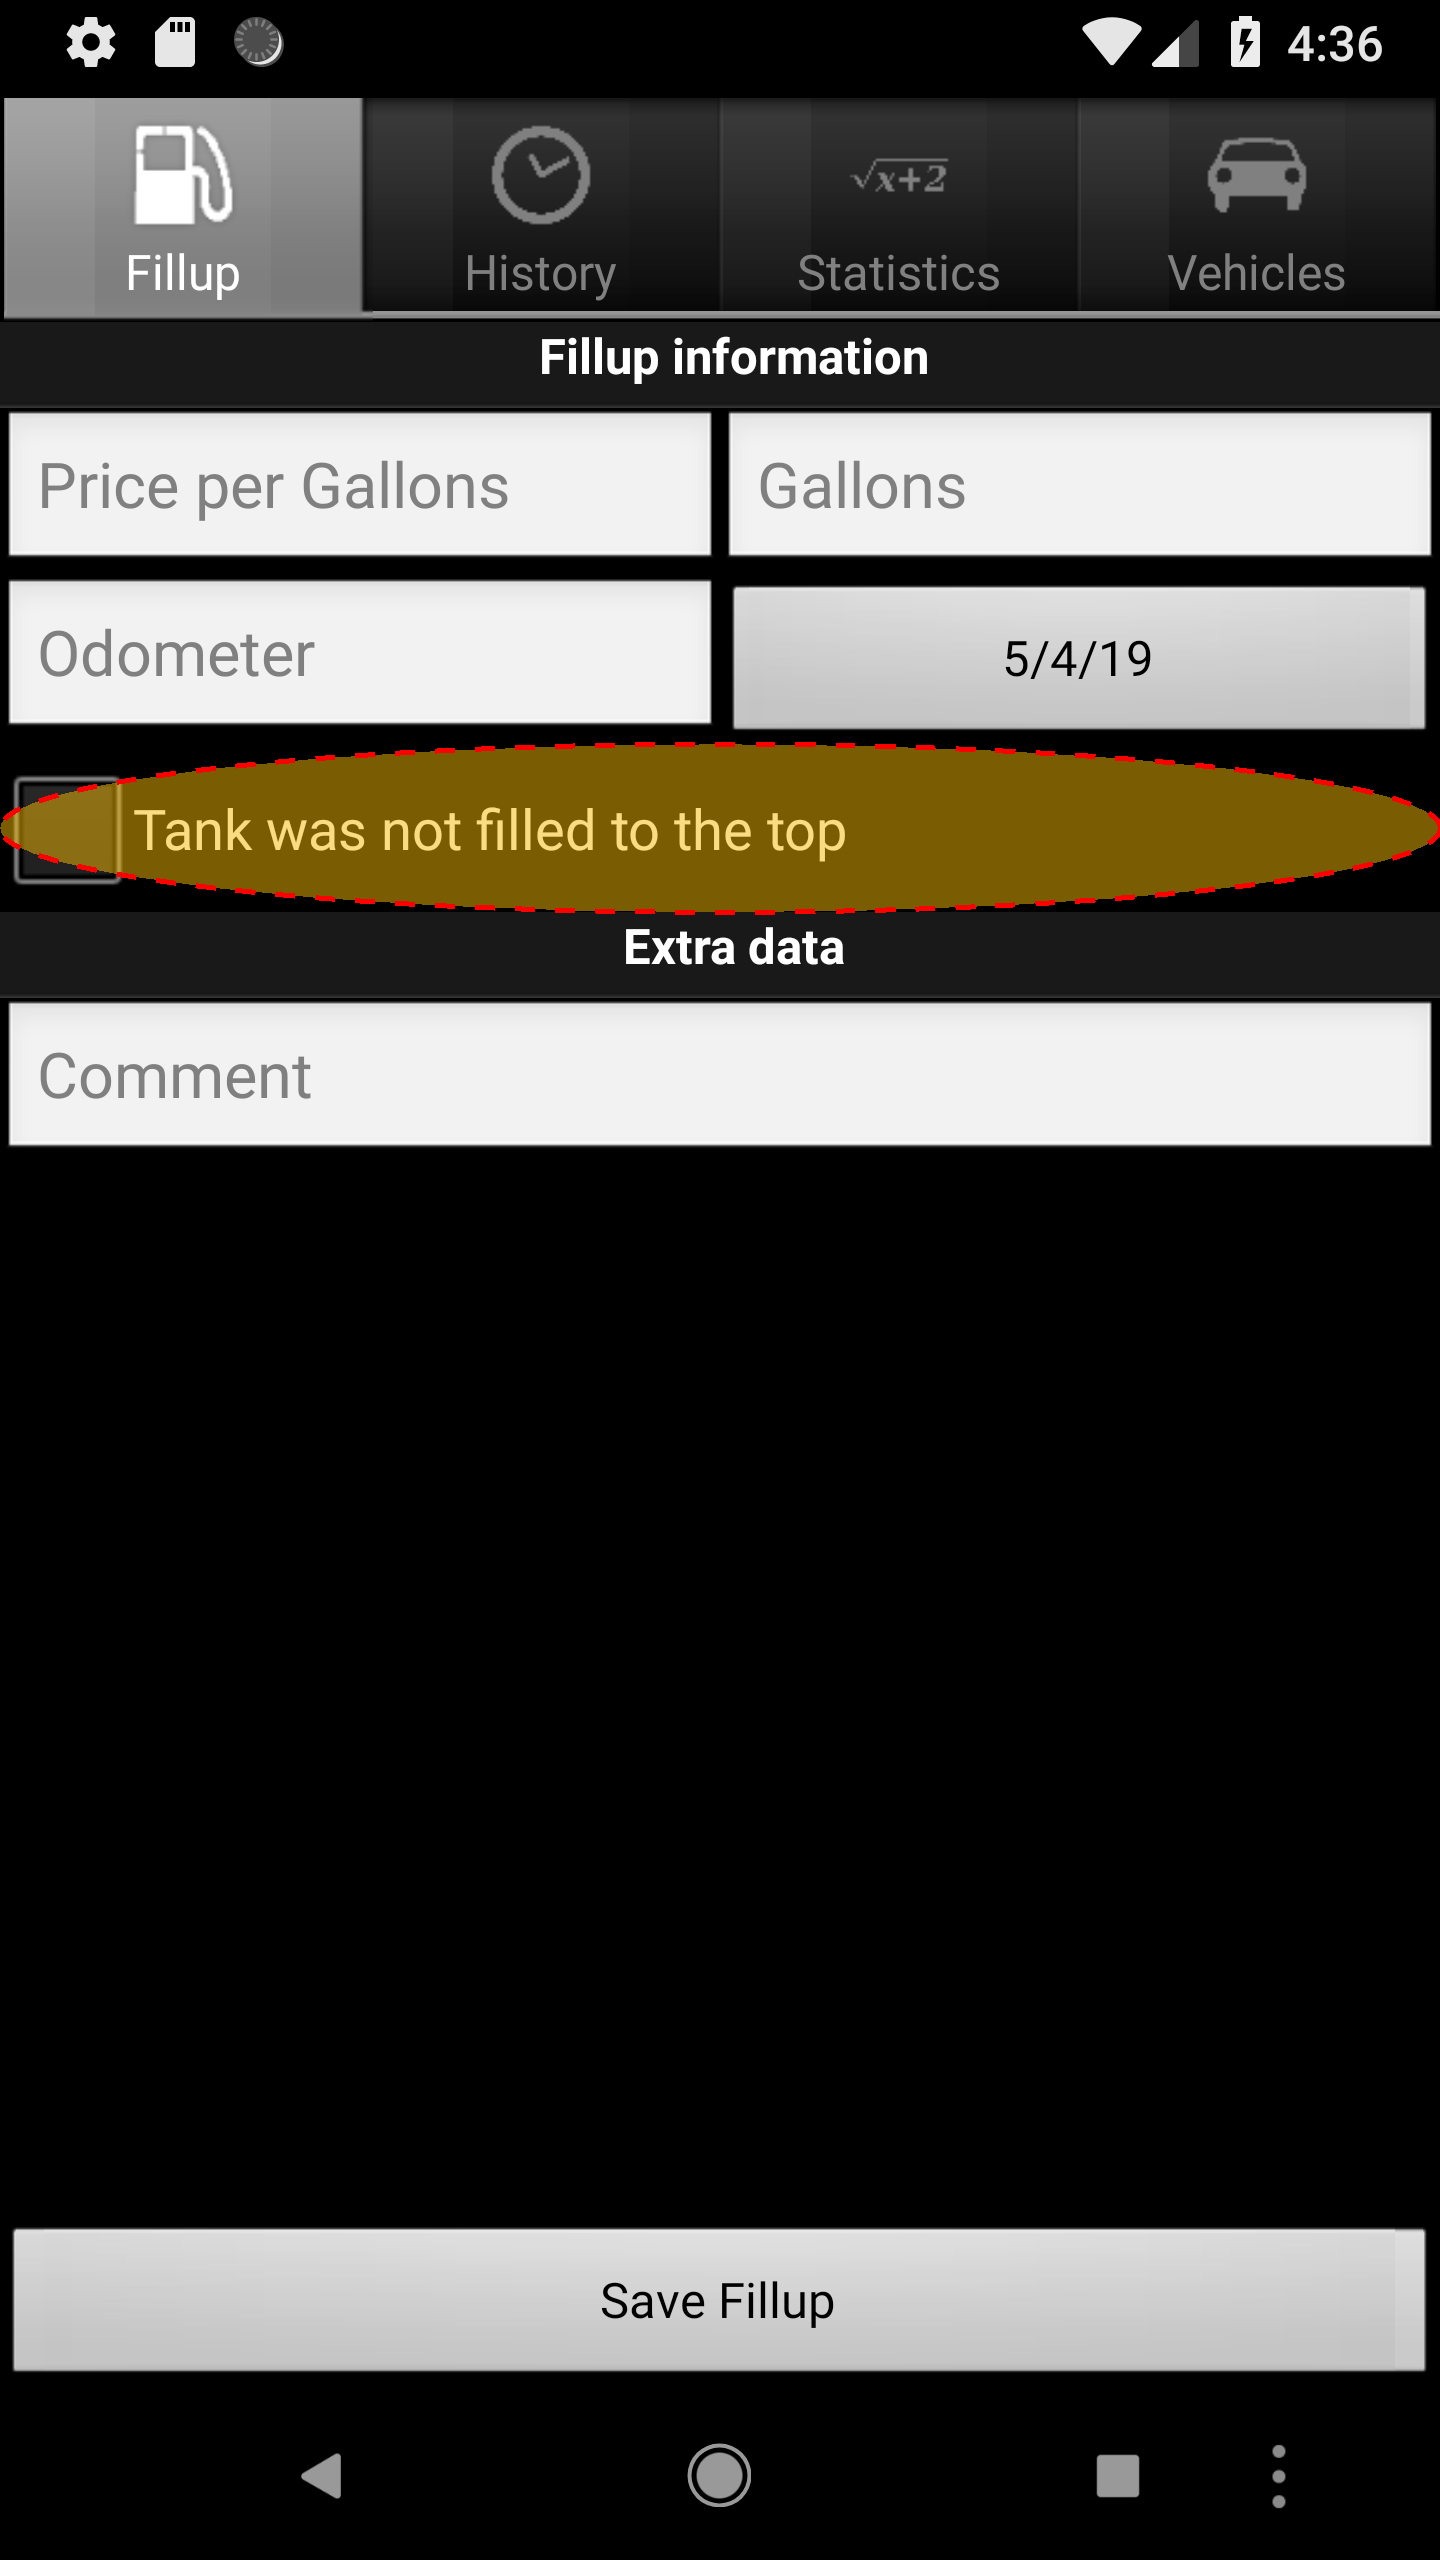 4:36
Fillup
History
√x+2
Statistics
Vehicles
Fillup information
Price per Gallons
Gallons
Odometer
5/4/19
Tank was not filled to the top
Extra data
Comment
Save Fillup